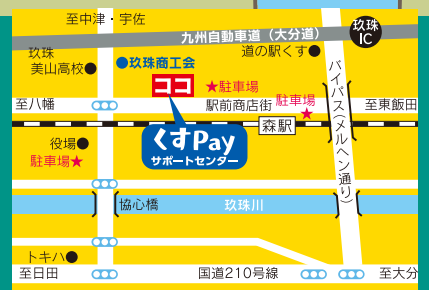 至中津・宇佐
九州自動車道（大分道）
玖珠
IC
玖珠
美山高校
玖珠商工会
道の駅くす
ココ
★駐車場
駅前商店街
駐車場
★
バイパス(メルヘン通り)
至八幡
至東飯田
森駅
くすPay
サポートセンター
役場
駐車場★
協心橋
玖珠川
トキハ
至日田
国道210号線
至大分